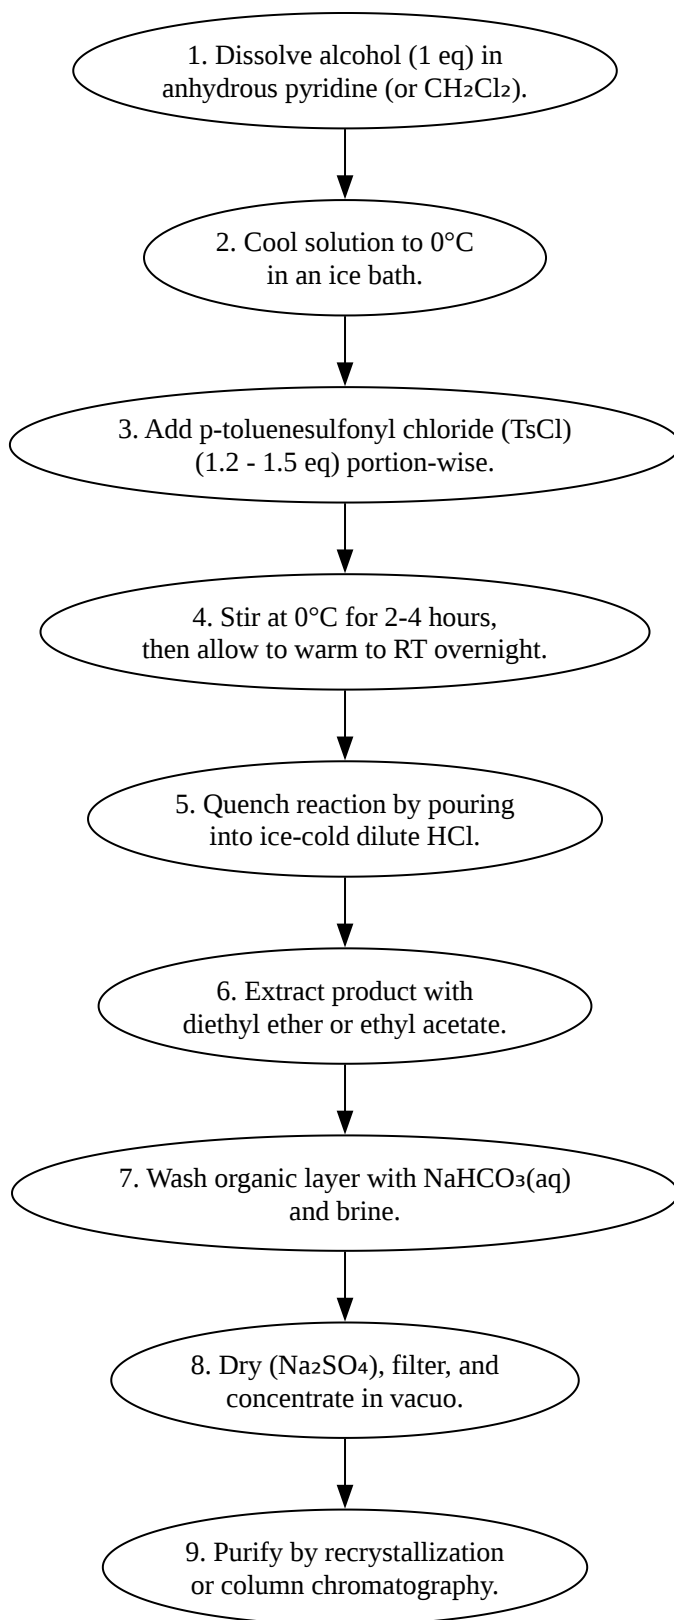 1. Dissolve alcohol (1 eq) in
anhydrous pyridine (or CH₂Cl₂).
2. Cool solution to 0°C
in an ice bath.
3. Add p-toluenesulfonyl chloride (TsCl)
(1.2 - 1.5 eq) portion-wise.
4. Stir at 0°C for 2-4 hours,
then allow to warm to RT overnight.
5. Quench reaction by pouring
into ice-cold dilute HCl.
6. Extract product with
diethyl ether or ethyl acetate.
7. Wash organic layer with NaHCO₃(aq)
and brine.
8. Dry (Na₂SO₄), filter, and
concentrate in vacuo.
9. Purify by recrystallization
or column chromatography.